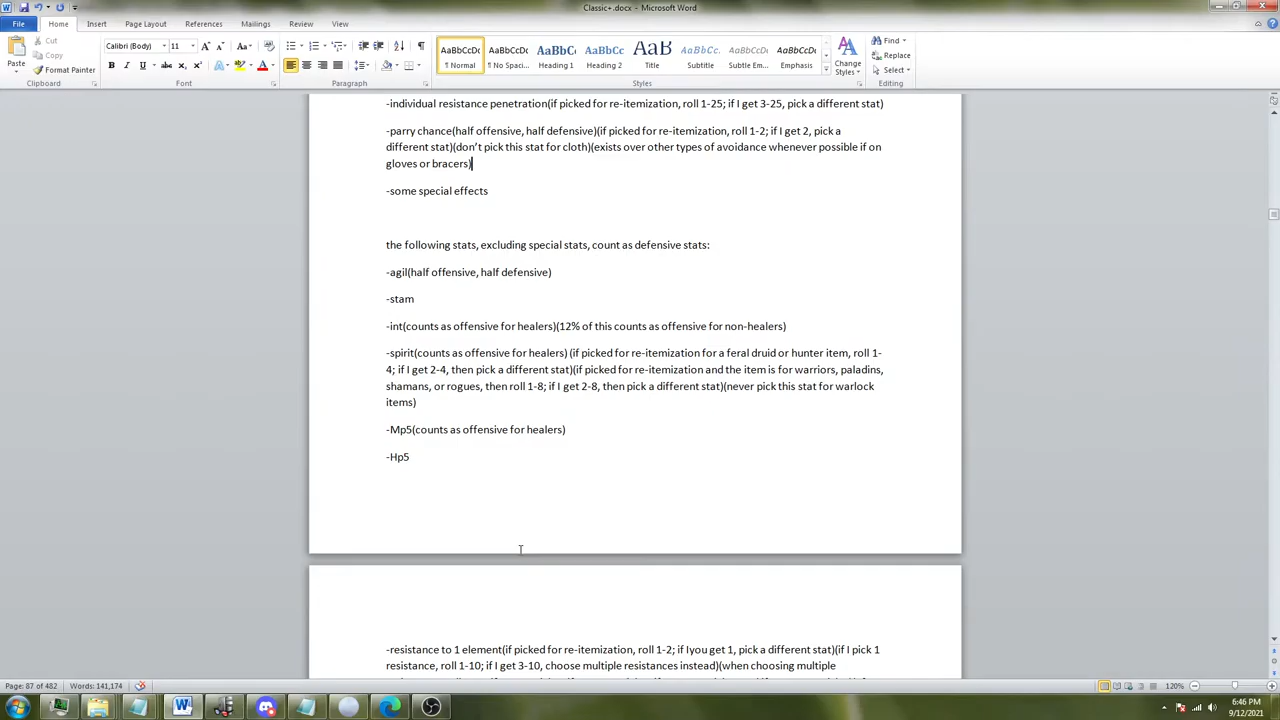 Classic+.docx - Microsoft Word
File
Home
Insert
Page Layout
References
Mailings
Review
View
Paste
Cut
Copy
Format Painter
Clipboard
Calibri (Body)
11
Font
Paragraph
AaBbCcDc
¶ Normal
AaBbCcDc
¶ No Spaci...
AaBbC
Heading 1
AaBbCc
Heading 2
AaB
Title
AaBbCc.
Subtitle
AaBbCcDc
Subtle Em...
AaBbCcDc
Emphasis
Styles
Change
Styles
Find
Replace
Select
Editing
-individual resistance penetration(if picked for re-itemization, roll 1-25; if I get 3-25, pick a different stat)
-parry chance(half offensive, half defensive)(if picked for re-itemization, roll 1-2; if I get 2, pick a
different stat)(don't pick this stat for cloth)(exists over other types of avoidance whenever possible if on
gloves or bracers)
-some special effects
the following stats, excluding special stats, count as defensive stats:
-agil(half offensive, half defensive)
-stam
-int(counts as offensive for healers)(12% of this counts as offensive for non-healers)
-spirit(counts as offensive for healers) (if picked for re-itemization for a feral druid or hunter item, roll 1-
4; if I get 2-4, then pick a different stat)(if picked for re-itemization and the item is for warriors, paladins,
shamans, or rogues, then roll 1-8; if I get 2-8, then pick a different stat)(never pick this stat for warlock
items)
-Mp5(counts as offensive for healers)
-Hp5
-resistance to 1 element(if picked for re-itemization, roll 1-2; if Iyou get 1, pick a different stat)(if I pick 1
resistance, roll 1-10; if I get 3-10, choose multiple resistances instead)(when choosing multiple
Page: 87 of 482
Words: 141,174
120%
6:46 PM
9/12/2021